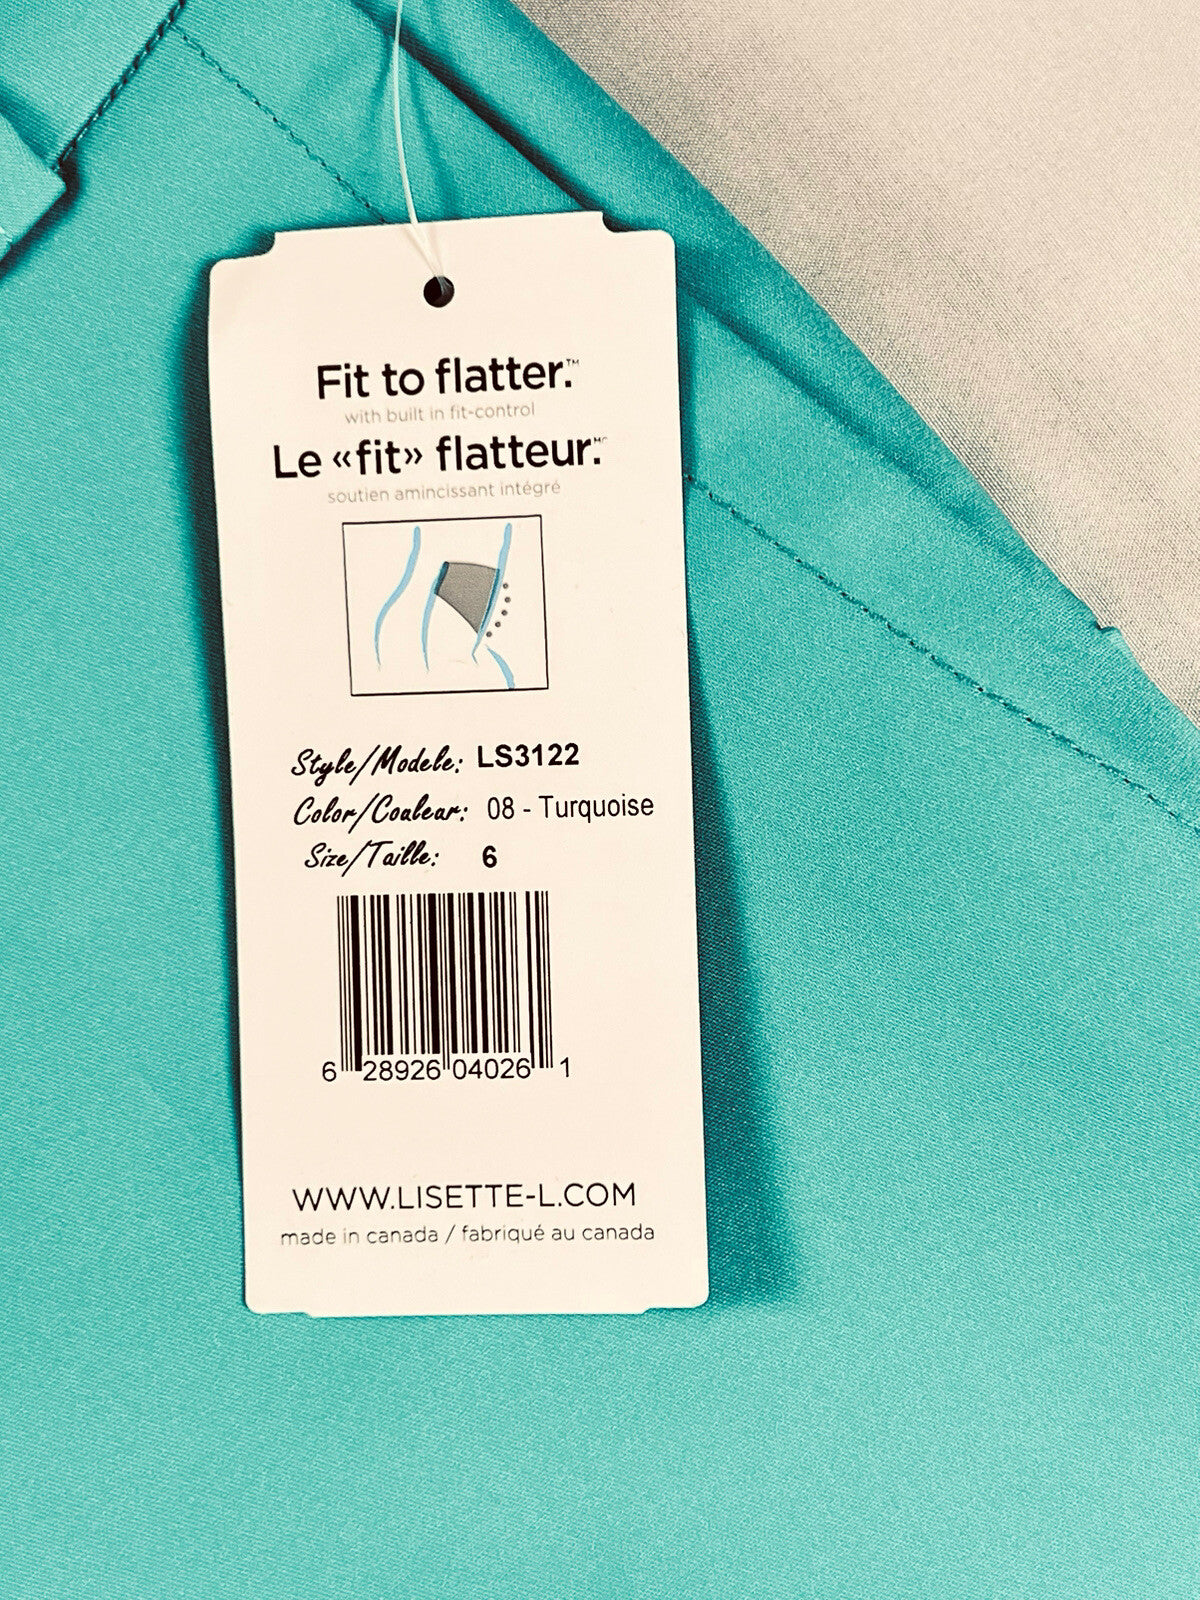 Fit to flatter.™
with built in fit-control
Le «fit» flatteur.MC
soutien amincissant intégré
Style/Modele: LS3122
Color/Couleur: 08 - Turquoise
Size/Taille: 6
6 28926 04026 1
WWW.LISETTE-L.COM
made in canada / fabriqué au canada